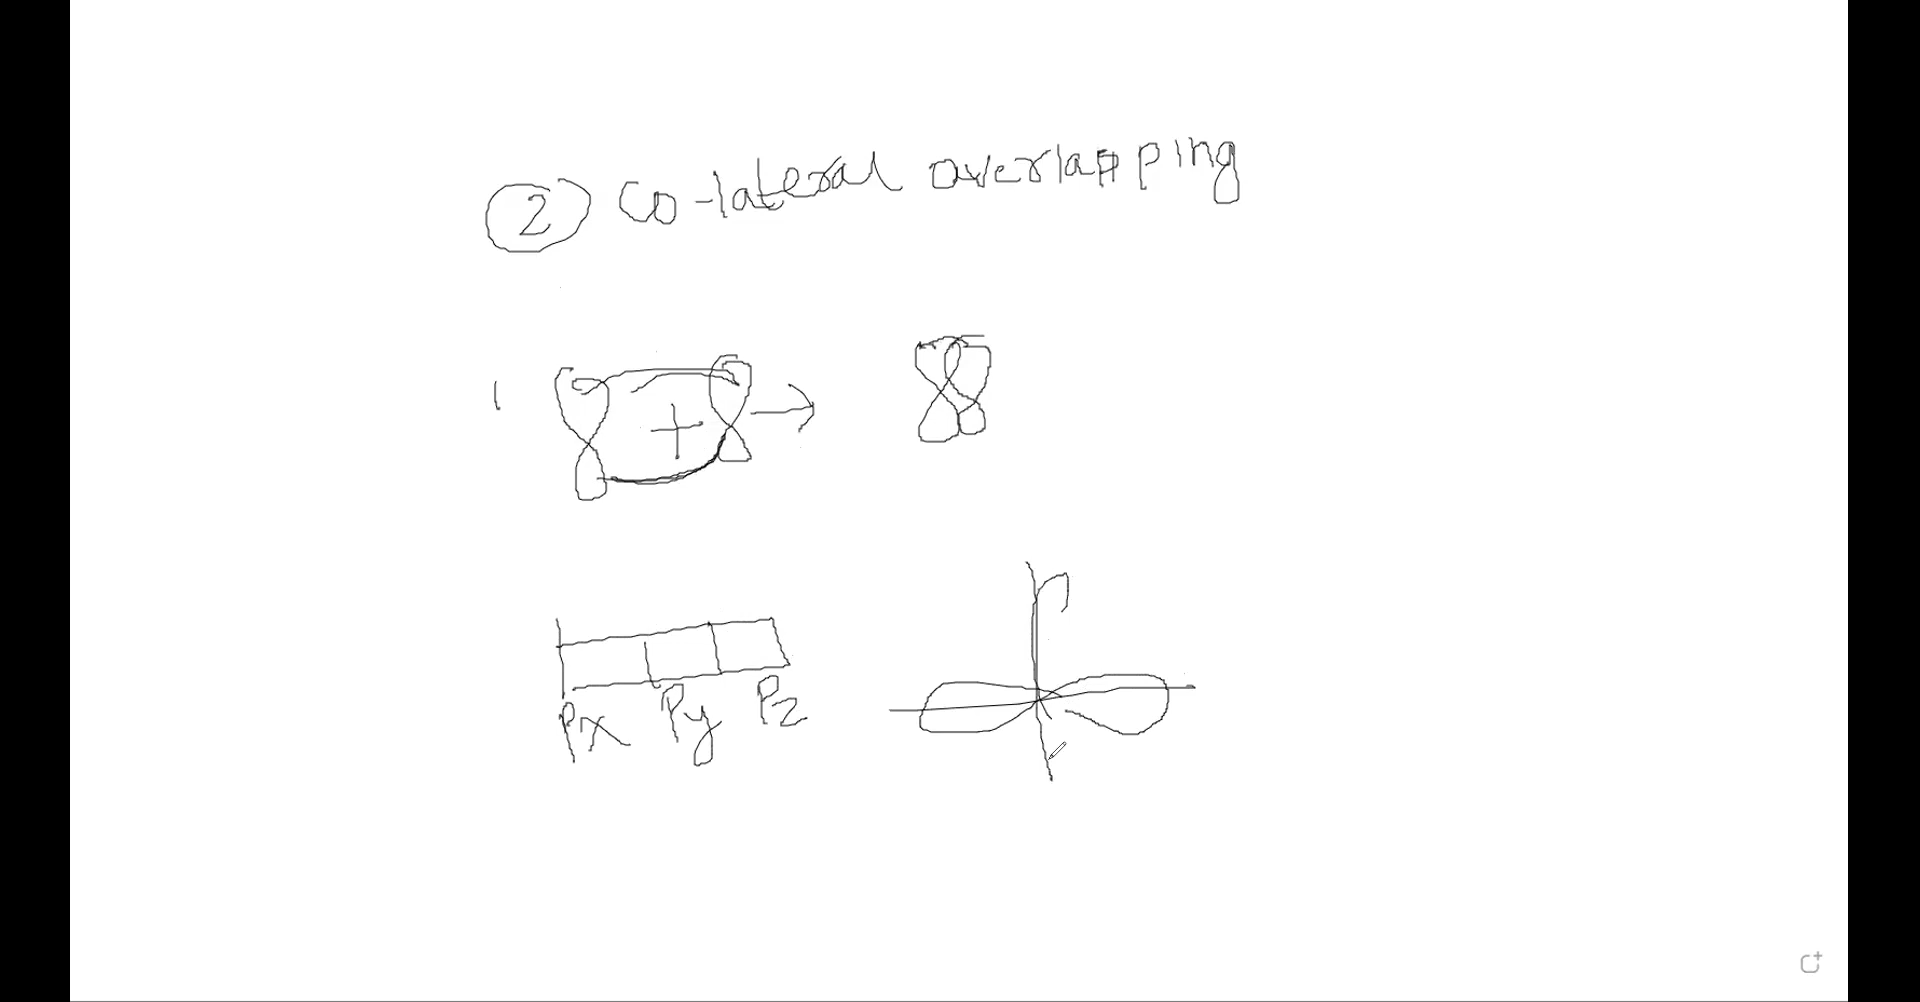 ② Co-lateral overlapping
+ →
Px Py Pz